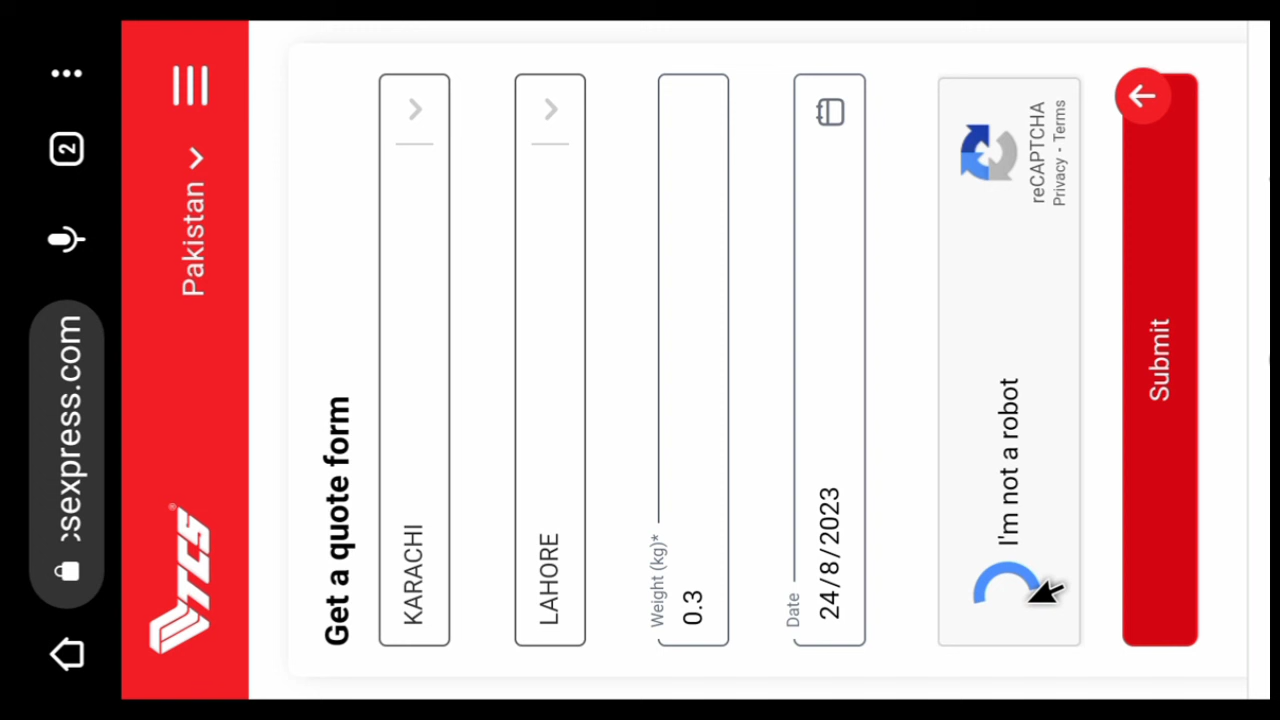 :sexpress.com
2
TCS
Pakistan
Get a quote form
KARACHI
LAHORE
Weight (kg)*
0.3
Date
24/8/2023
I'm not a robot
reCAPTCHA
Privacy - Terms
Submit